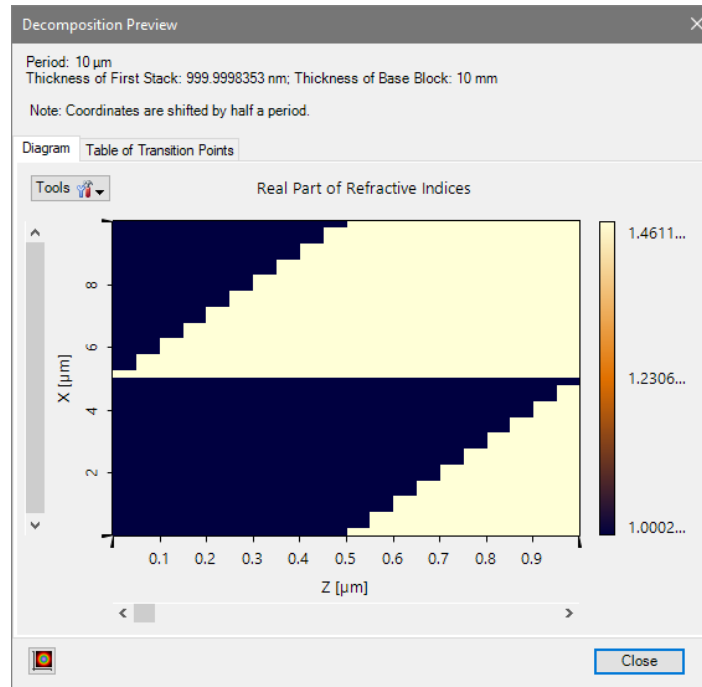 Decomposition Preview
Period: 10 µm
Thickness of First Stack: 999.9998353 nm; Thickness of Base Block: 10 mm
Note: Coordinates are shifted by half a period.
Diagram
Table of Transition Points
Tools
Real Part of Refractive Indices
1.4611...
1.2306...
1.0002...
8
6
4
2
X [µm]
0.1 0.2 0.3 0.4 0.5 0.6 0.7 0.8 0.9
Z [µm]
Close